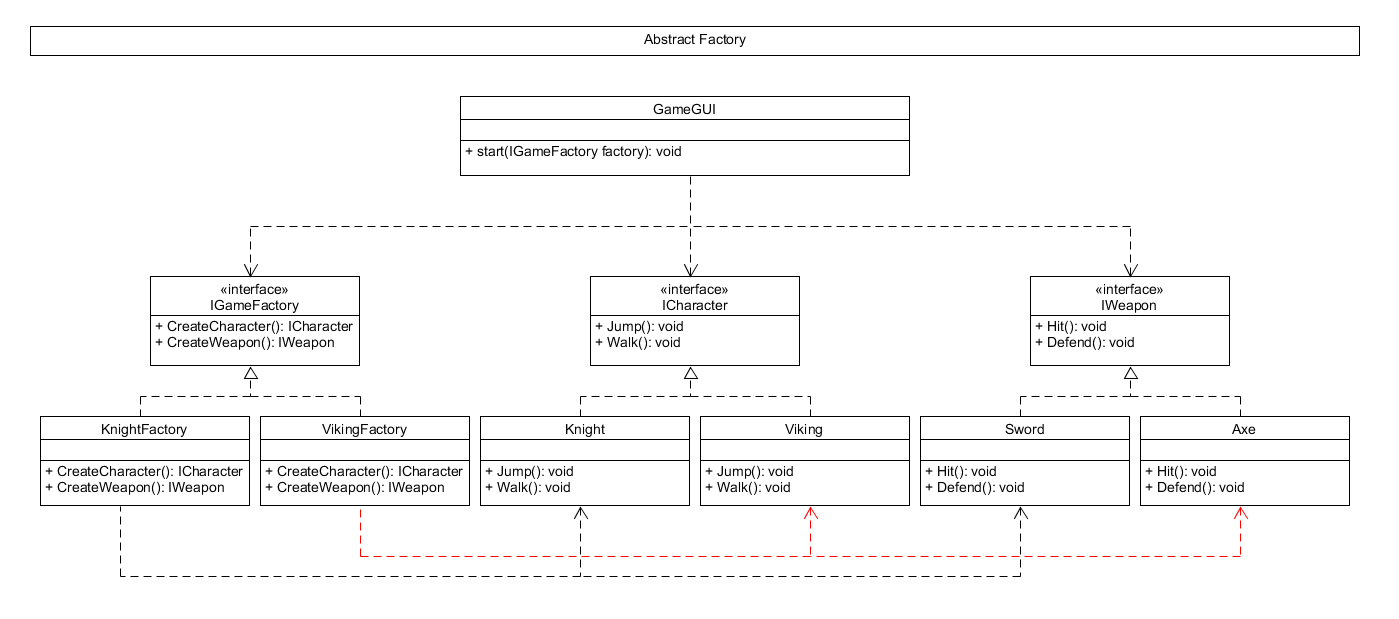 Abstract Factory
GameGUI
+ start(IGameFactory factory): void
«interface»
IGameFactory
+ CreateCharacter(): ICharacter
+ CreateWeapon(): IWeapon
«interface»
ICharacter
+ Jump(): void
+ Walk(): void
«interface»
IWeapon
+ Hit(): void
+ Defend(): void
KnightFactory
+ CreateCharacter(): ICharacter
+ CreateWeapon(): IWeapon
VikingFactory
+ CreateCharacter(): ICharacter
+ CreateWeapon(): IWeapon
Knight
+ Jump(): void
+ Walk(): void
Viking
+ Jump(): void
+ Walk(): void
Sword
+ Hit(): void
+ Defend(): void
Axe
+ Hit(): void
+ Defend(): void